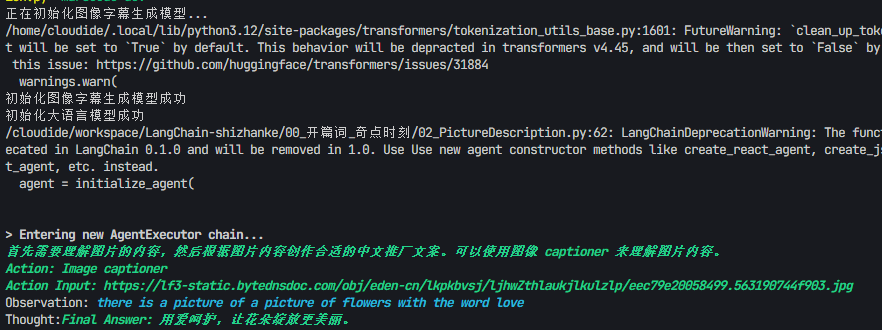 正在初始化图像字幕生成模型...
/home/cloudide/.local/lib/python3.12/site-packages/transformers/tokenization_utils_base.py:1601: FutureWarning: `clean_up_toke
t will be set to `True` by default. This behavior will be depracted in transformers v4.45, and will be then set to `False` by
this issue: https://github.com/huggingface/transformers/issues/31884
warnings.warn(
初始化图像字幕生成模型成功
初始化大语言模型成功
/cloudide/workspace/LangChain-shizhanke/00_开篇词_奇点时刻/02_PictureDescription.py:62: LangChainDeprecationWarning: The funct
ecated in LangChain 0.1.0 and will be removed in 1.0. Use Use new agent constructor methods like create_react_agent, create_js
t_agent, etc. instead.
agent = initialize_agent(
> Entering new AgentExecutor chain...
首先需要理解图片的内容，然后根据图片内容创作合适的中文推广文案。可以使用图像 captioner 来理解图片内容。
Action: Image captioner
Action Input: https://lf3-static.bytednsdoc.com/obj/eden-cn/lkpkbvsj/ljhwZthlaukjlkulzlp/eec79e20058499.563190744f903.jpg
Observation: there is a picture of a picture of flowers with the word love
Thought:Final Answer: 用爱呵护，让花朵绽放更美丽。